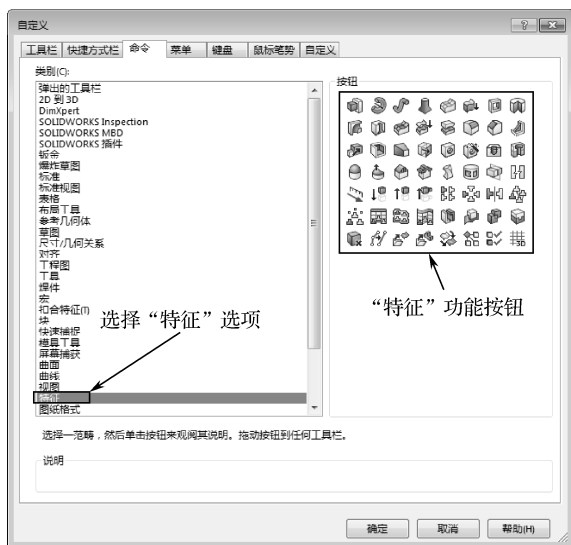 自定义
工具栏 快捷方式栏 命令 菜单 键盘 鼠标笔势 自定义
类别(C):
弹出的工具栏
2D 到 3D
DimXpert
SOLIDWORKS Inspection
SOLIDWORKS MBD
SOLIDWORKS 插件
钣金
爆炸草图
标准
标准视图
表格
布局工具
参考几何体
草图
尺寸/几何关系
对齐
工程图
工具
焊件
宏
扣合特征(T)
块
快速捕捉
模具工具
屏幕捕获
曲面
曲线
视图
特征
图纸格式
选择“特征”选项
按钮
“特征”功能按钮
选择一范畴，然后单击按钮来观阅其说明。拖动按钮到任何工具栏。
说明
确定 取消 帮助(H)